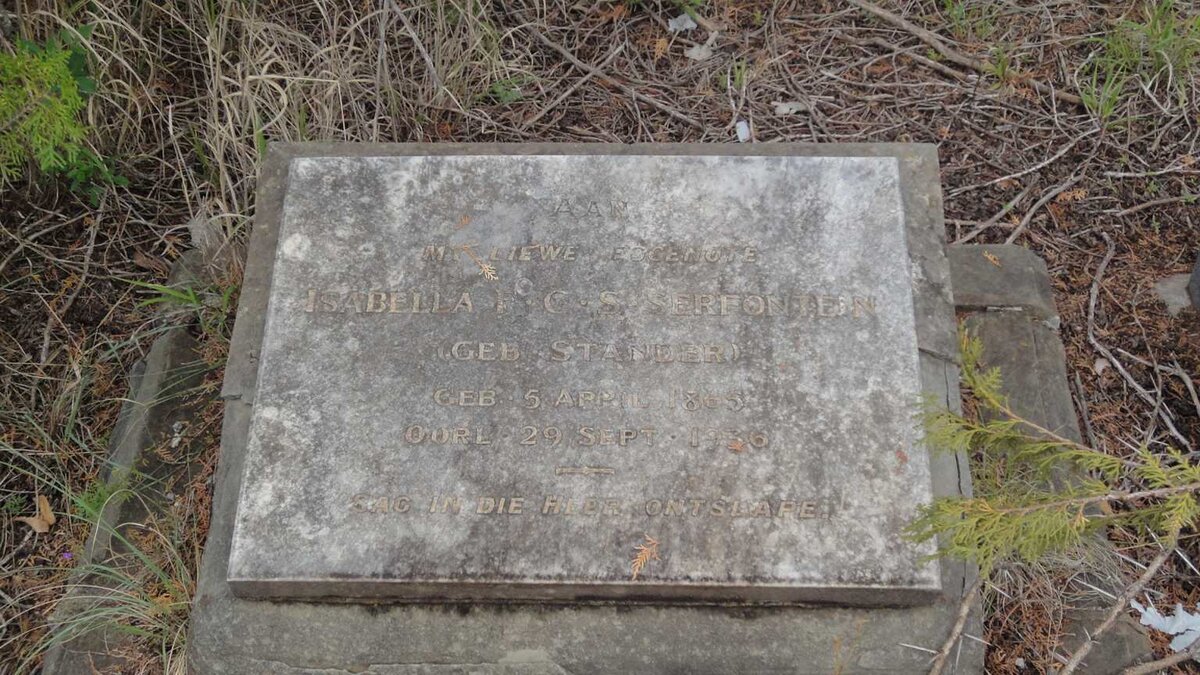 AAN
MY LIEWE EGGENOTE
ISABELLA F·C·S·SERFONTEIN
(GEB STANDER)
GEB 5 APRIL 1865
OORL·29 SEPT·1936
SAG IN DIE HEER ONTSLAPE